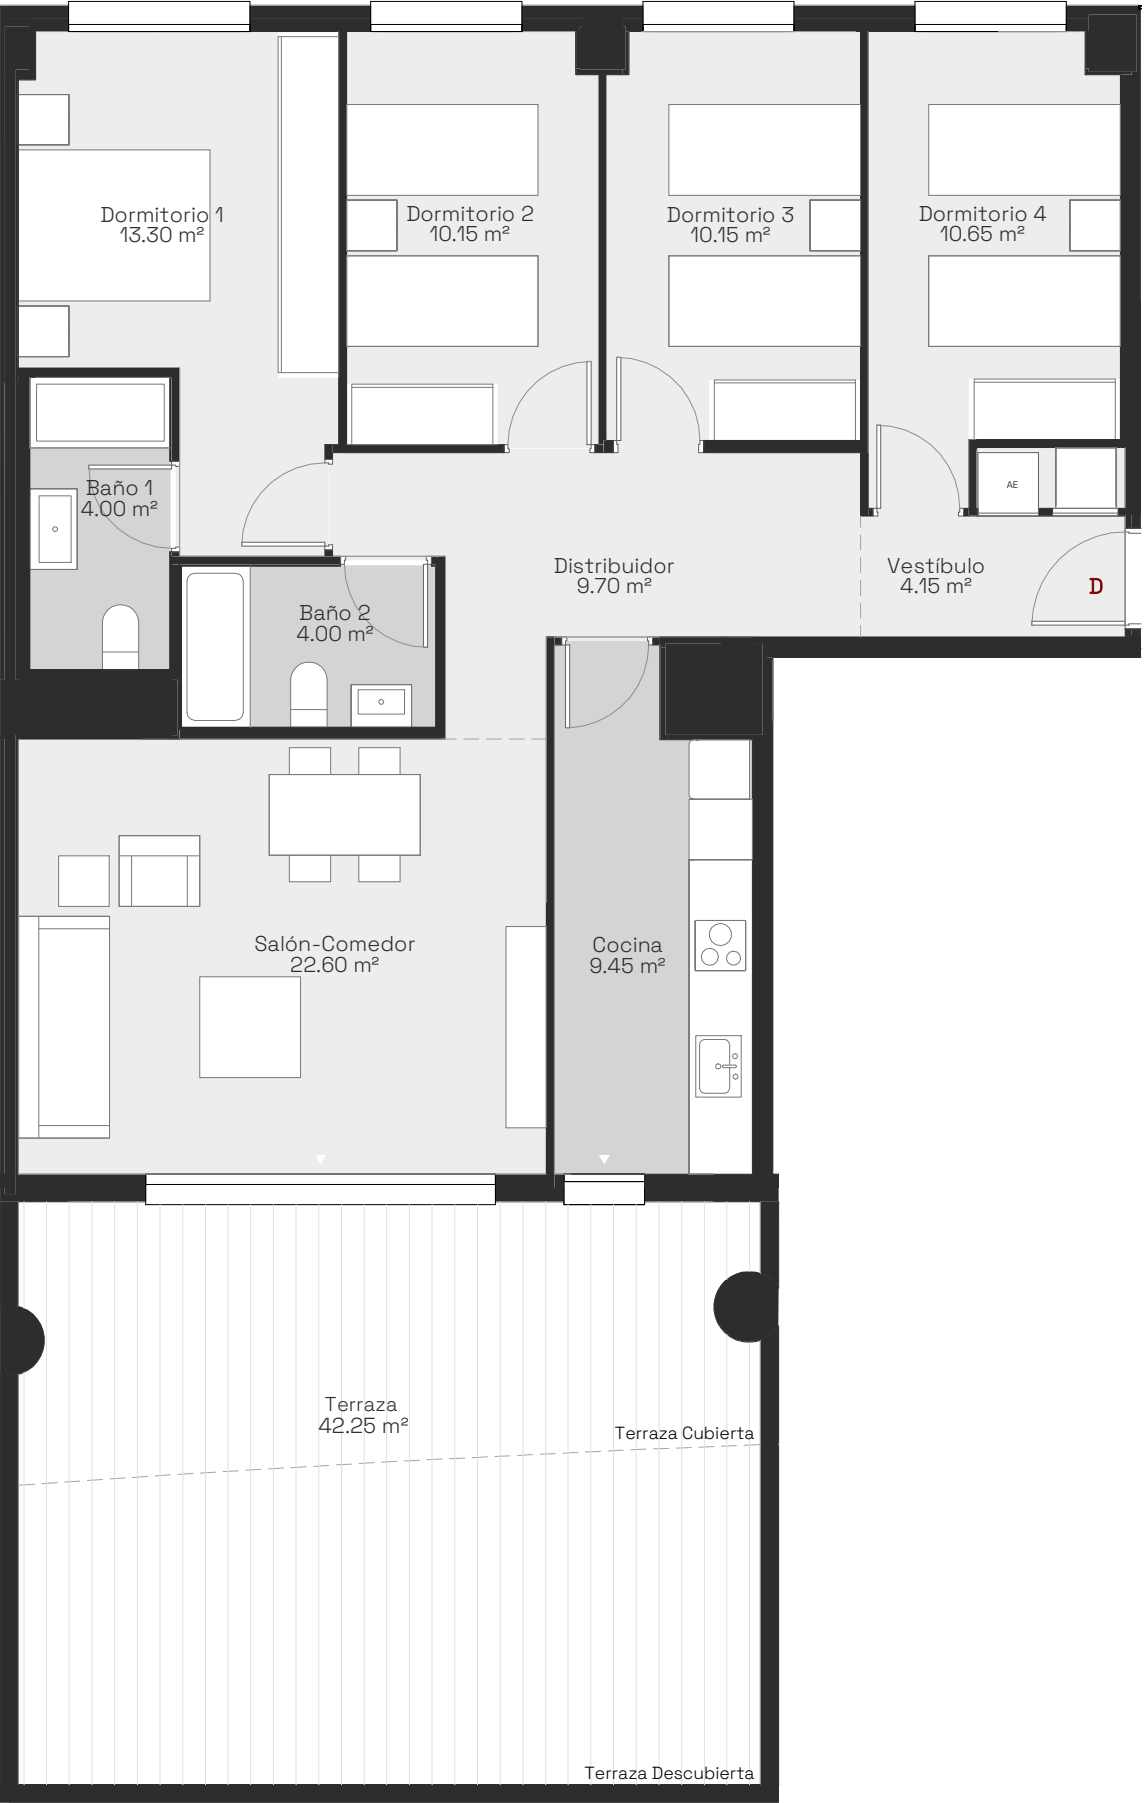 Dormitorio 1
13.30 m²
Dormitorio 2
10.15 m²
Dormitorio 3
10.15 m²
Dormitorio 4
10.65 m²
Baño 1
4.00 m²
AE
Distribuidor
9.70 m²
Vestíbulo
4.15 m²
D
Baño 2
4.00 m²
Salón-Comedor
22.60 m²
Cocina
9.45 m²
Terraza
42.25 m²
Terraza Cubierta
Terraza Descubierta